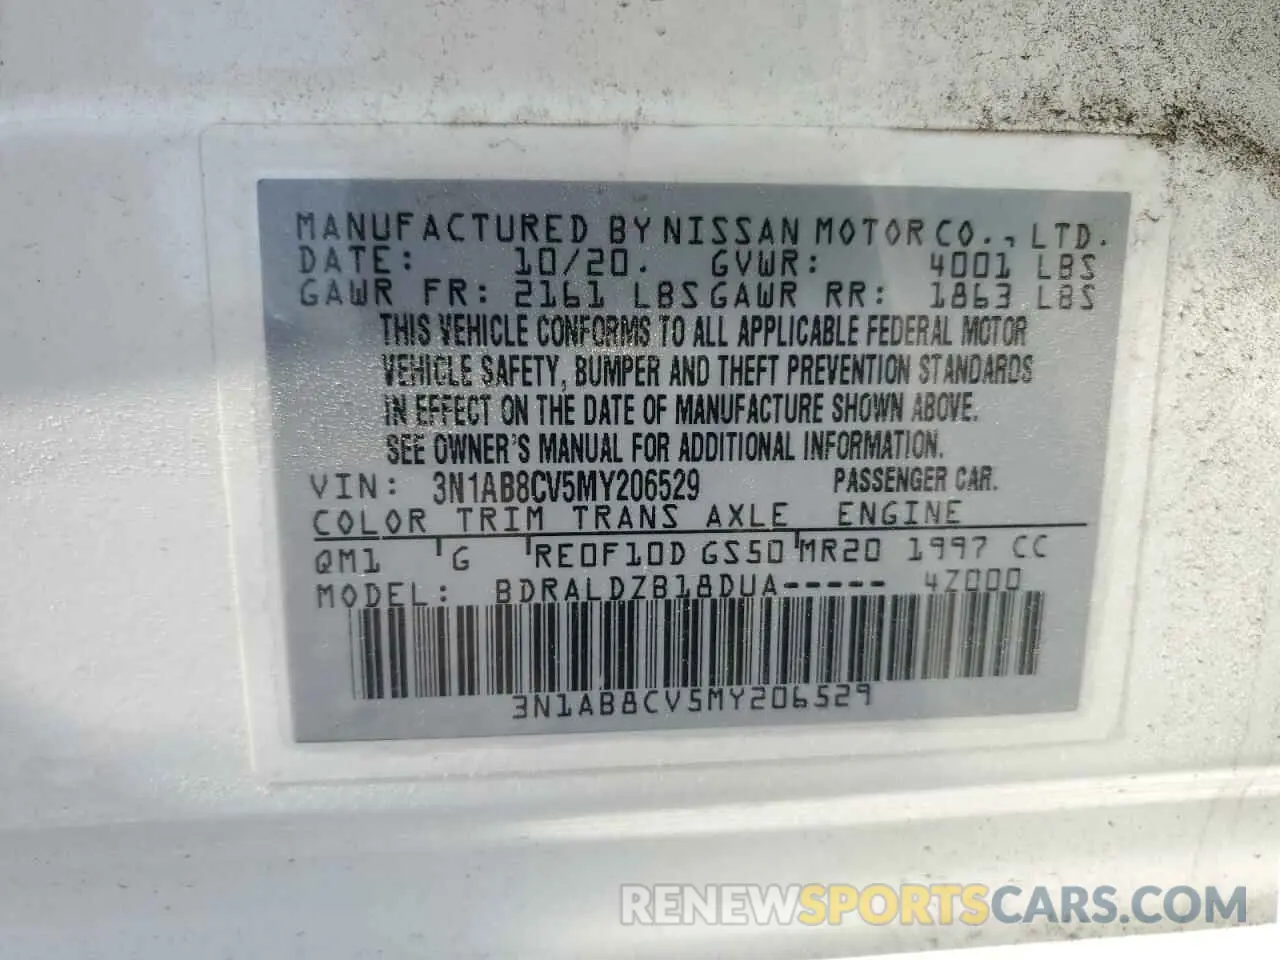 MANUFACTURED BY NISSAN MOTOR CO., LTD.
DATE: 10/20. GVWR: 4001 LBS
GAWR FR: 2161 LBS GAWR RR: 1863 LBS
THIS VEHICLE CONFORMS TO ALL APPLICABLE FEDERAL MOTOR
VEHICLE SAFETY, BUMPER AND THEFT PREVENTION STANDARDS
IN EFFECT ON THE DATE OF MANUFACTURE SHOWN ABOVE.
SEE OWNER'S MANUAL FOR ADDITIONAL INFORMATION.
VIN: 3N1AB8CV5MY206529 PASSENGER CAR.
COLOR TRIM TRANS AXLE ENGINE
QM1 G RE0F10D GS50 MR20 1997 CC
MODEL: BDRALDZB18DUA----- 4Z000
3N1AB8CV5MY206529
RENEWSPORTSCARS.COM